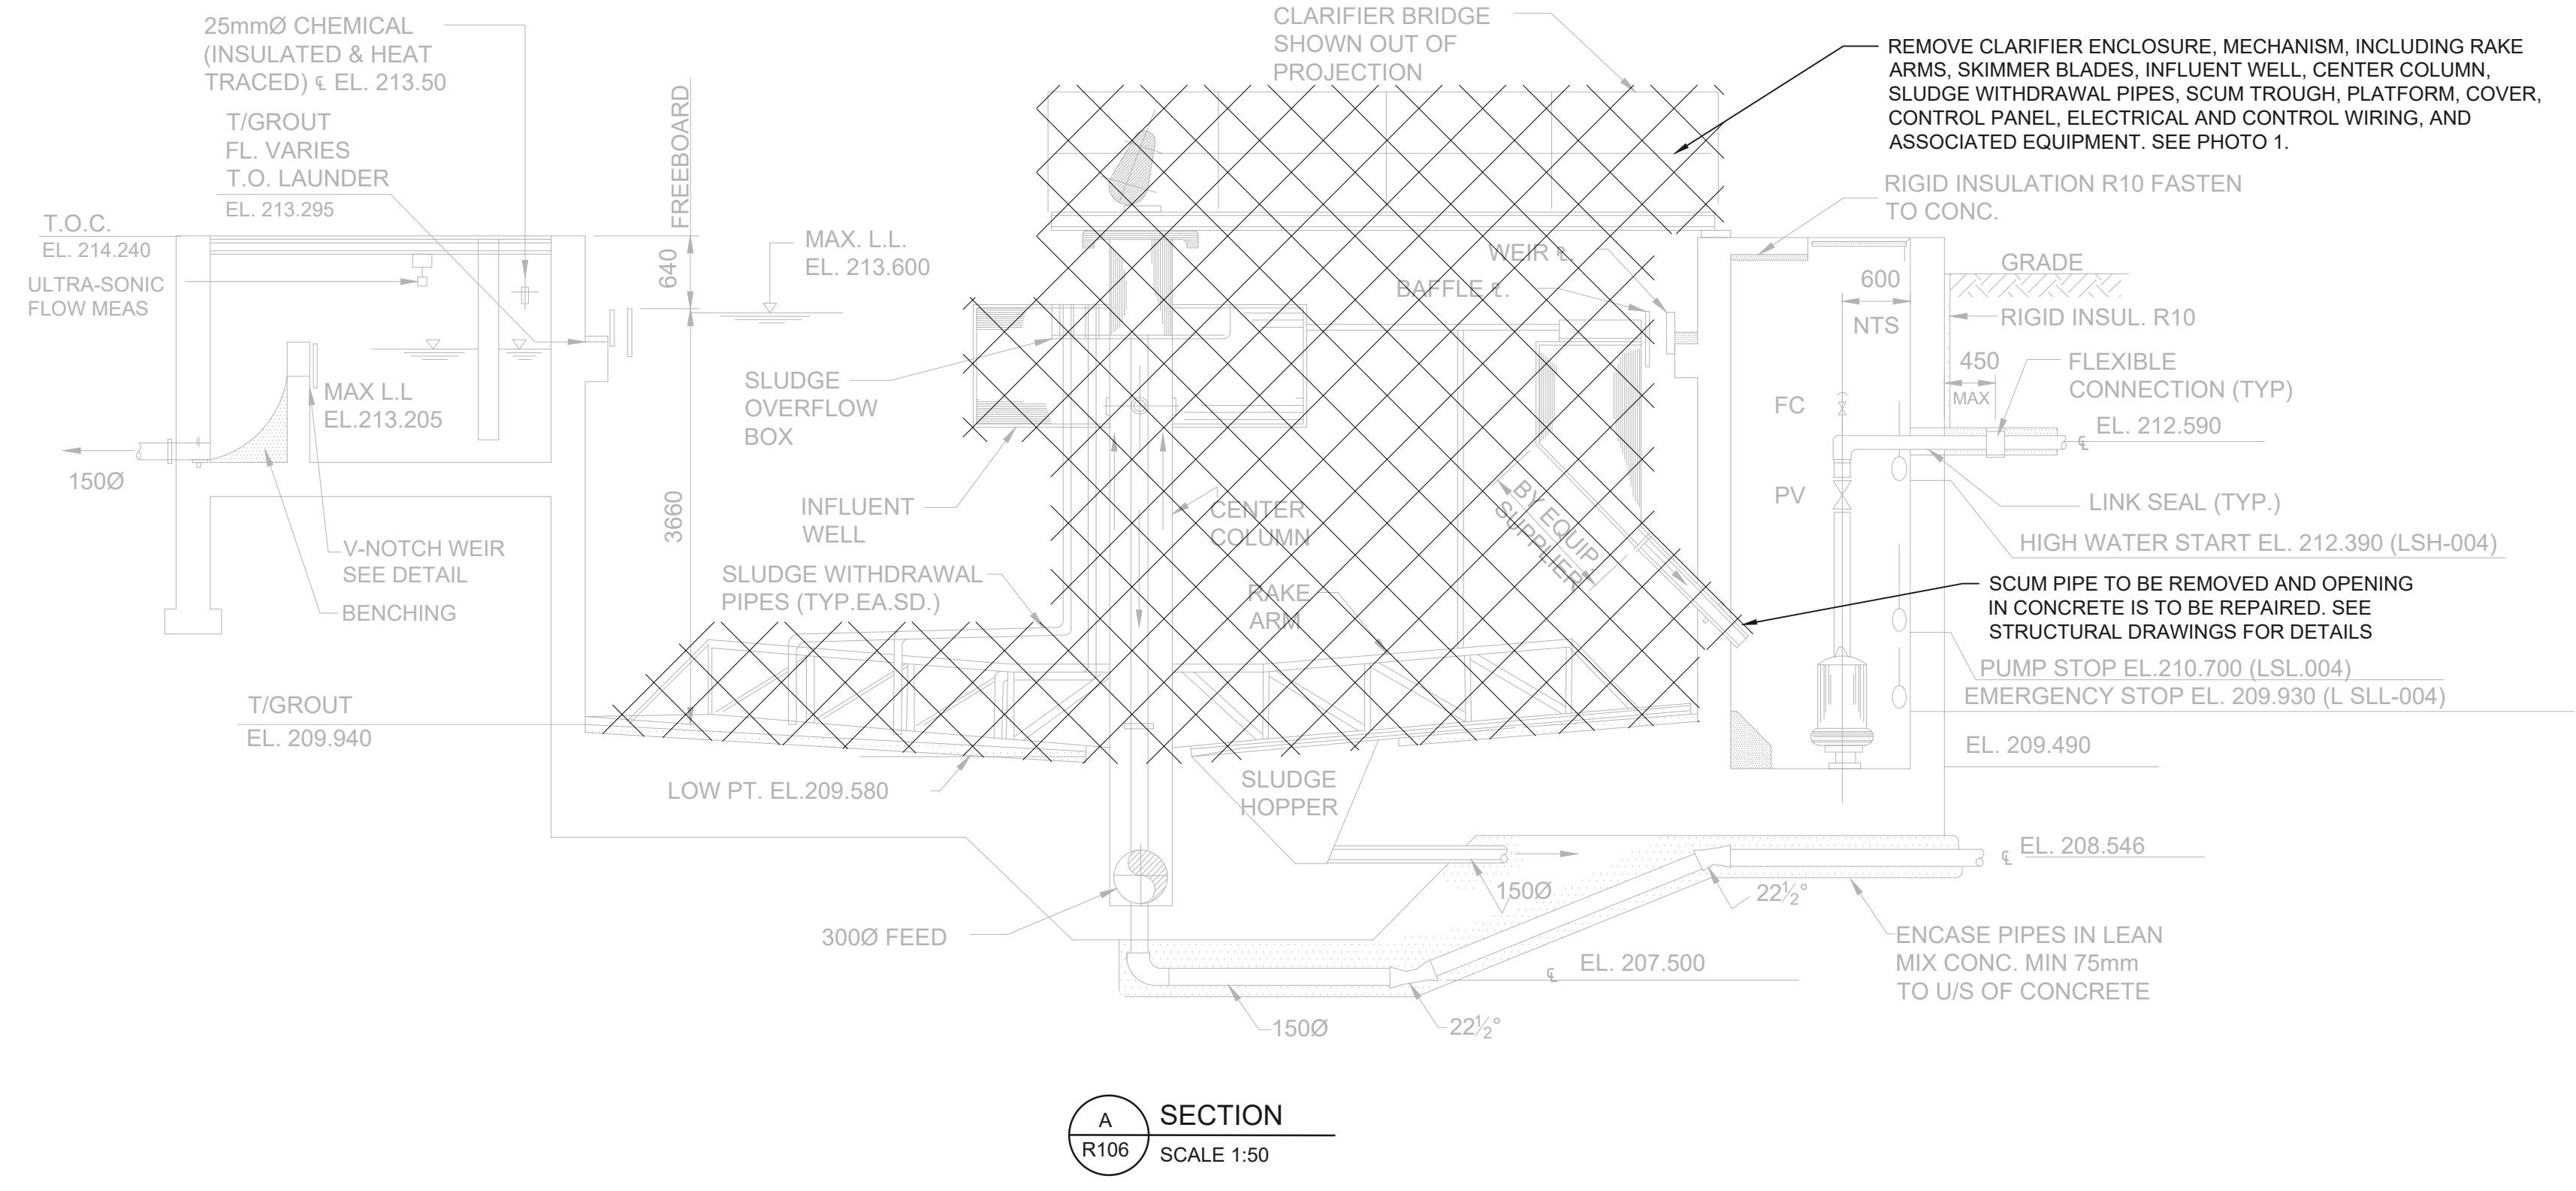 25mmØ CHEMICAL
(INSULATED & HEAT
TRACED) ℄ EL. 213.50
T/GROUT
FL. VARIES
T.O. LAUNDER
EL. 213.295
T.O.C.
EL. 214.240
ULTRA-SONIC
FLOW MEAS
MAX L.L
EL.213.205
150Ø
V-NOTCH WEIR
SEE DETAIL
BENCHING
T/GROUT
EL. 209.940
FREEBOARD
640
3660
MAX. L.L.
EL. 213.600
SLUDGE
OVERFLOW
BOX
INFLUENT
WELL
SLUDGE WITHDRAWAL
PIPES (TYP.EA.SD.)
LOW PT. EL.209.580
300Ø FEED
CLARIFIER BRIDGE
SHOWN OUT OF
PROJECTION
WEIR ⅊.
BAFFLE ⅊.
CENTER
COLUMN
BY EQUIP
SUPPLIER
RAKE
ARM
SLUDGE
HOPPER
150Ø
150Ø
22½°
22½°
℄ EL. 207.500
REMOVE CLARIFIER ENCLOSURE, MECHANISM, INCLUDING RAKE
ARMS, SKIMMER BLADES, INFLUENT WELL, CENTER COLUMN,
SLUDGE WITHDRAWAL PIPES, SCUM TROUGH, PLATFORM, COVER,
CONTROL PANEL, ELECTRICAL AND CONTROL WIRING, AND
ASSOCIATED EQUIPMENT. SEE PHOTO 1.
RIGID INSULATION R10 FASTEN
TO CONC.
GRADE
600
NTS
RIGID INSUL. R10
450
MAX
FLEXIBLE
CONNECTION (TYP)
FC
℄ EL. 212.590
PV
LINK SEAL (TYP.)
HIGH WATER START EL. 212.390 (LSH-004)
SCUM PIPE TO BE REMOVED AND OPENING
IN CONCRETE IS TO BE REPAIRED. SEE
STRUCTURAL DRAWINGS FOR DETAILS
PUMP STOP EL.210.700 (LSL.004)
EMERGENCY STOP EL. 209.930 (L SLL-004)
EL. 209.490
℄ EL. 208.546
ENCASE PIPES IN LEAN
MIX CONC. MIN 75mm
TO U/S OF CONCRETE
A
R106
SECTION
SCALE 1:50